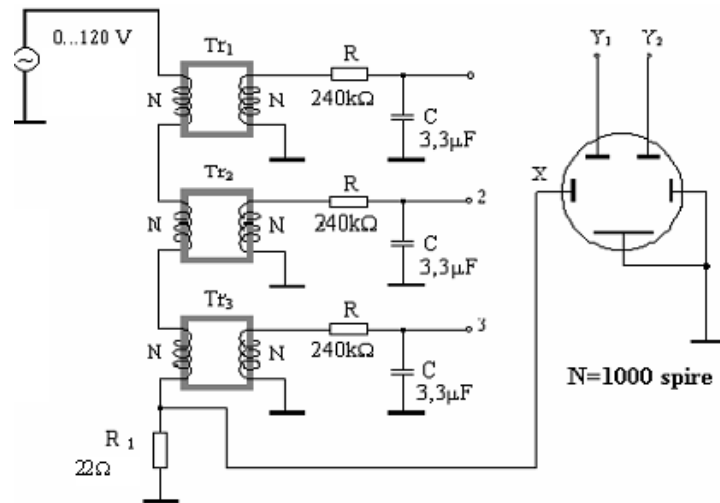 0...120 V
Tr₁
R
N
N
240kΩ
C
3,3μF
Y₁
Y₂
X
Tr₂
R
2
N
N
240kΩ
C
3,3μF
Tr₃
R
3
N
N
240kΩ
C
3,3μF
N=1000 spire
R ₁
22Ω